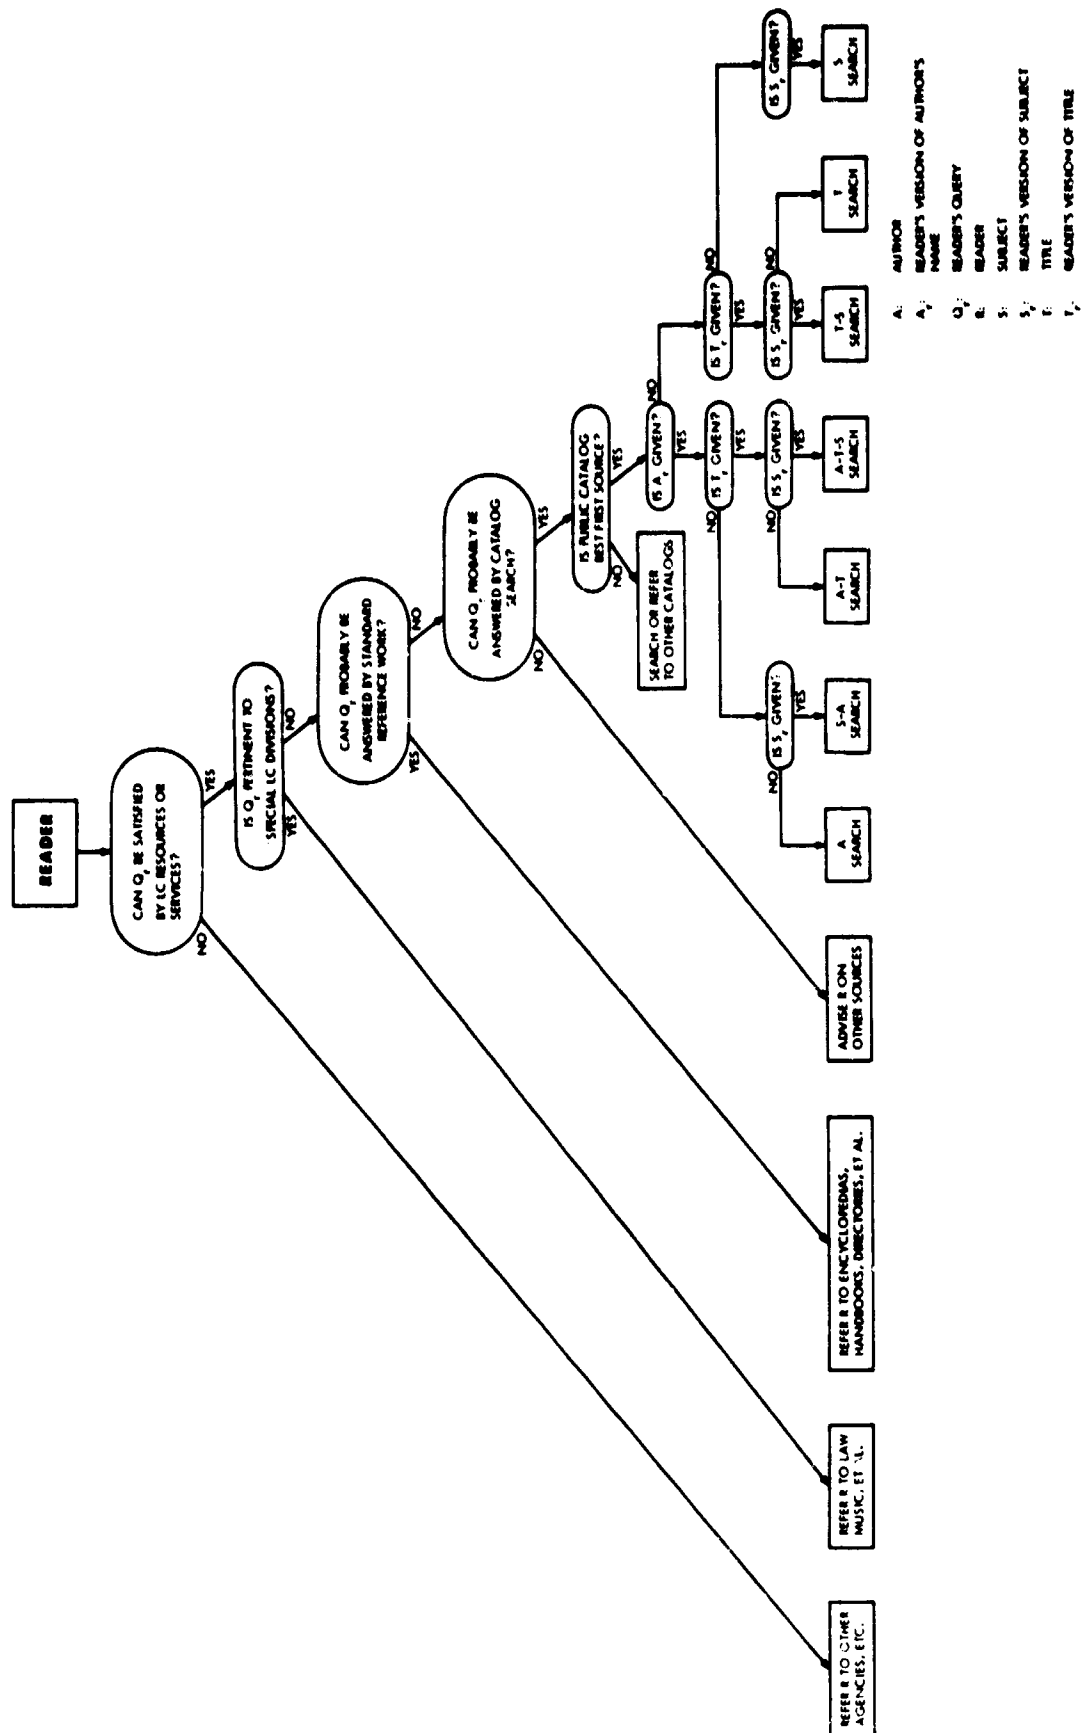 READER
CAN Qr BE SATISFIED
BY LC RESOURCES OR
SERVICES?
NO
YES
IS Qr PERTINENT TO
SPECIAL LC DIVISIONS?
YES
NO
CAN Qr PROBABLY BE
ANSWERED BY STANDARD
REFERENCE WORK?
YES
NO
CAN Qr PROBABLY BE
ANSWERED BY CATALOG
SEARCH?
NO
YES
IS PUBLIC CATALOG
BEST FIRST SOURCE?
NO
YES
SEARCH OR REFER
TO OTHER CATALOGS
IS Ar GIVEN?
NO
YES
IS Tr GIVEN?
NO
YES
IS Tr GIVEN?
NO
YES
IS Sr GIVEN?
NO
YES
IS Sr GIVEN?
NO
YES
IS Sr GIVEN?
NO
YES
IS Sr GIVEN?
YES
REFER R TO OTHER
AGENCIES, ETC.
REFER R TO LAW
MUSIC, ET AL.
REFER R TO ENCYCLOPEDIAS,
HANDBOOKS, DIRECTORIES, ET AL.
ADVISE R ON
OTHER SOURCES
A
SEARCH
S-A
SEARCH
A-T
SEARCH
A-T-S
SEARCH
T-S
SEARCH
T
SEARCH
S
SEARCH
A: AUTHOR
Ar: READER'S VERSION OF AUTHOR'S
NAME
Qr: READER'S QUERY
R: READER
S: SUBJECT
Sr: READER'S VERSION OF SUBJECT
T: TITLE
Tr: READER'S VERSION OF TITLE